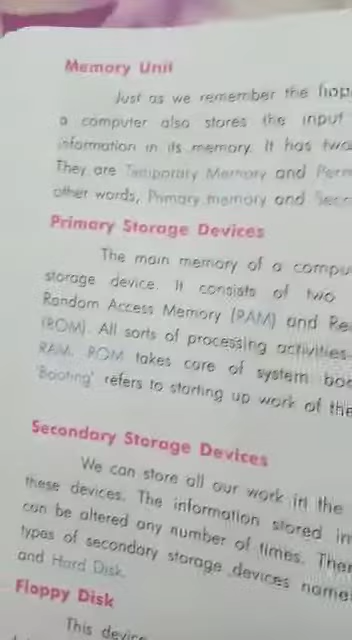 Memory Unit
Just as we remember the
a computer also stores the input
information in its memory. It has two
They are Temporary Memory and
other words, Primary memory and
Primary Storage Devices
The main memory of a
storage device. It consists of two
Random Access Memory (RAM) and
(ROM). All sorts of processing activities
RAM. ROM takes care of system
'Booting' refers to starting up work of the
Secondary Storage Devices
We can store all our work in the
these devices. The information stored in
can be altered any number of times.
types of secondary storage devices
and Hard Disk.
Floppy Disk
This